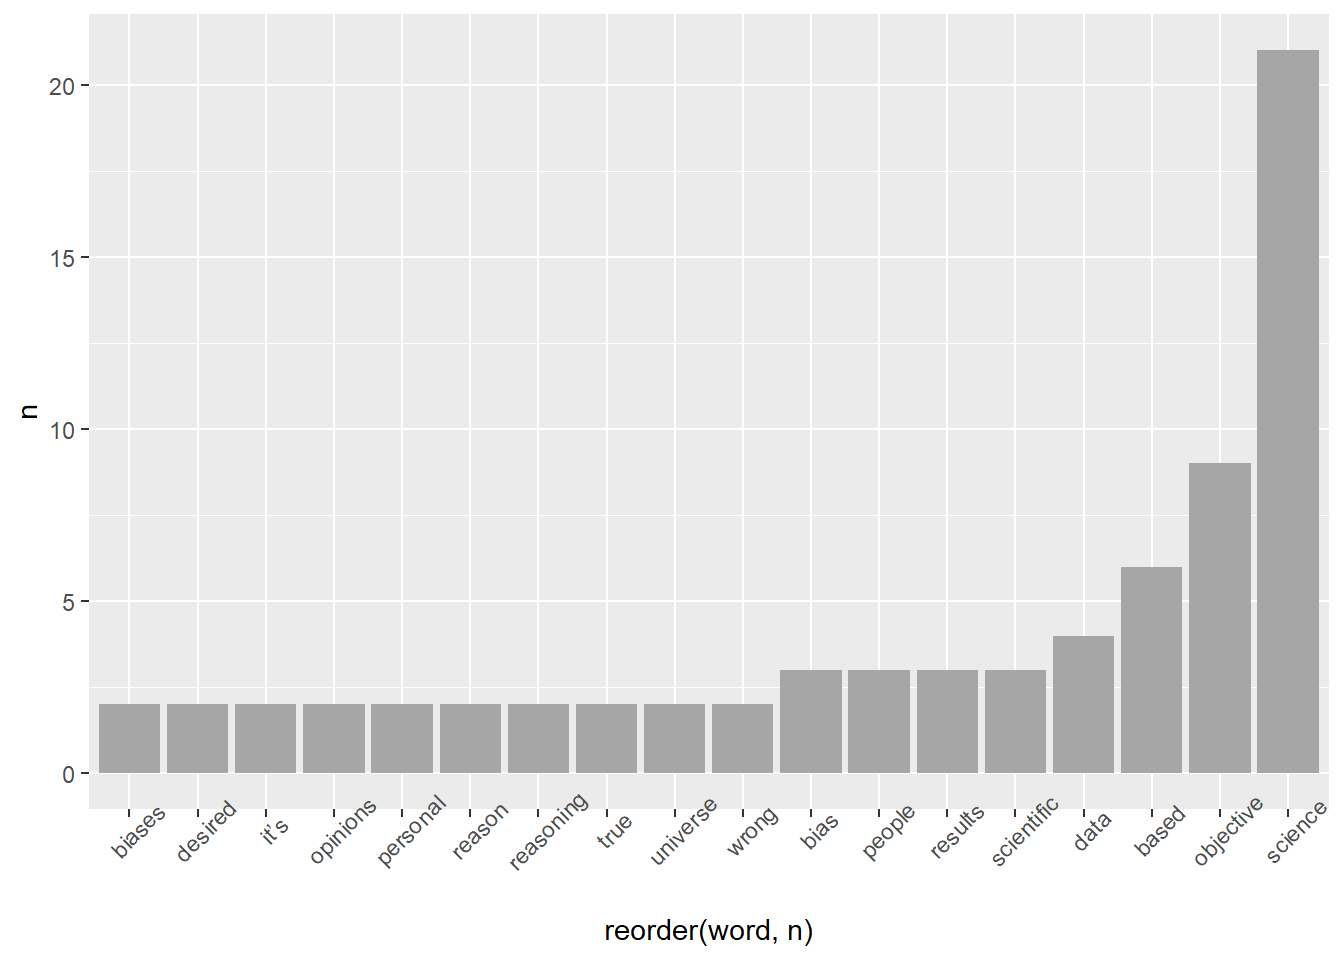 20
15
10
5
0
n
biases desired it's opinions personal reason reasoning true universe wrong bias people results scientific data based objective science
reorder(word, n)